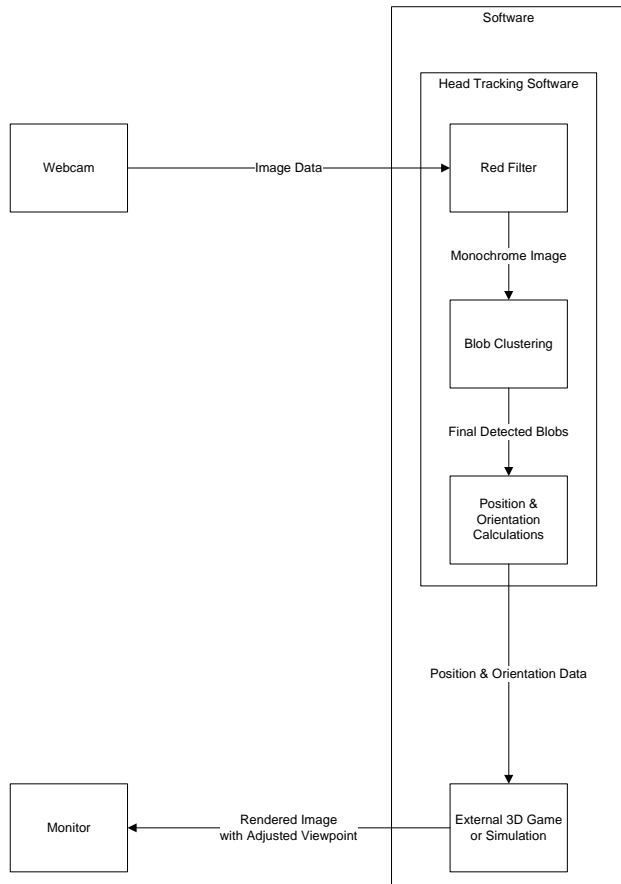 Software
Head Tracking Software
Webcam
Image Data
Red Filter
Monochrome Image
Blob Clustering
Final Detected Blobs
Position &
Orientation
Calculations
Position & Orientation Data
Monitor
Rendered Image
with Adjusted Viewpoint
External 3D Game
or Simulation